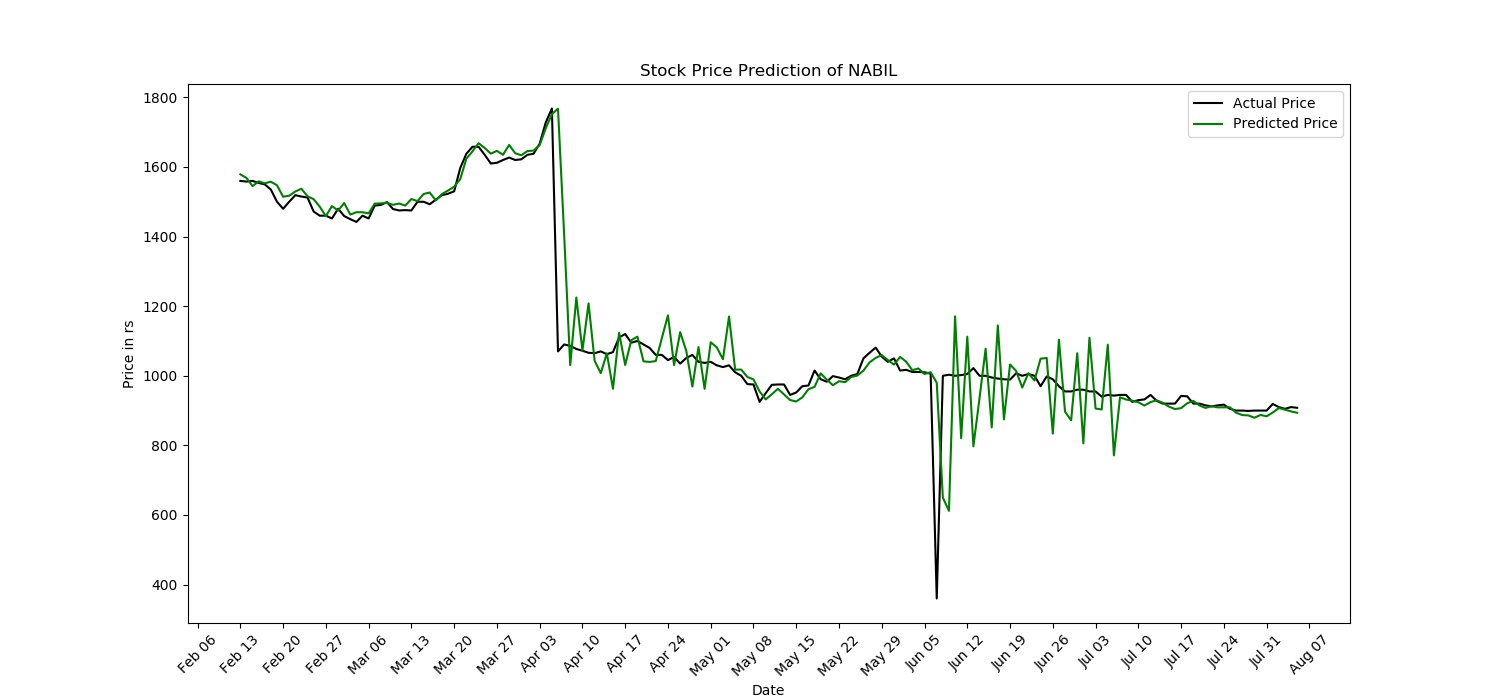 Stock Price Prediction of NABIL
Actual Price
Predicted Price
Price in rs
1800
1600
1400
1200
1000
800
600
400
Feb 06
Feb 13
Feb 20
Feb 27
Mar 06
Mar 13
Mar 20
Mar 27
Apr 03
Apr 10
Apr 17
Apr 24
May 01
May 08
May 15
May 22
May 29
Jun 05
Jun 12
Jun 19
Jun 26
Jul 03
Jul 10
Jul 17
Jul 24
Jul 31
Aug 07
Date